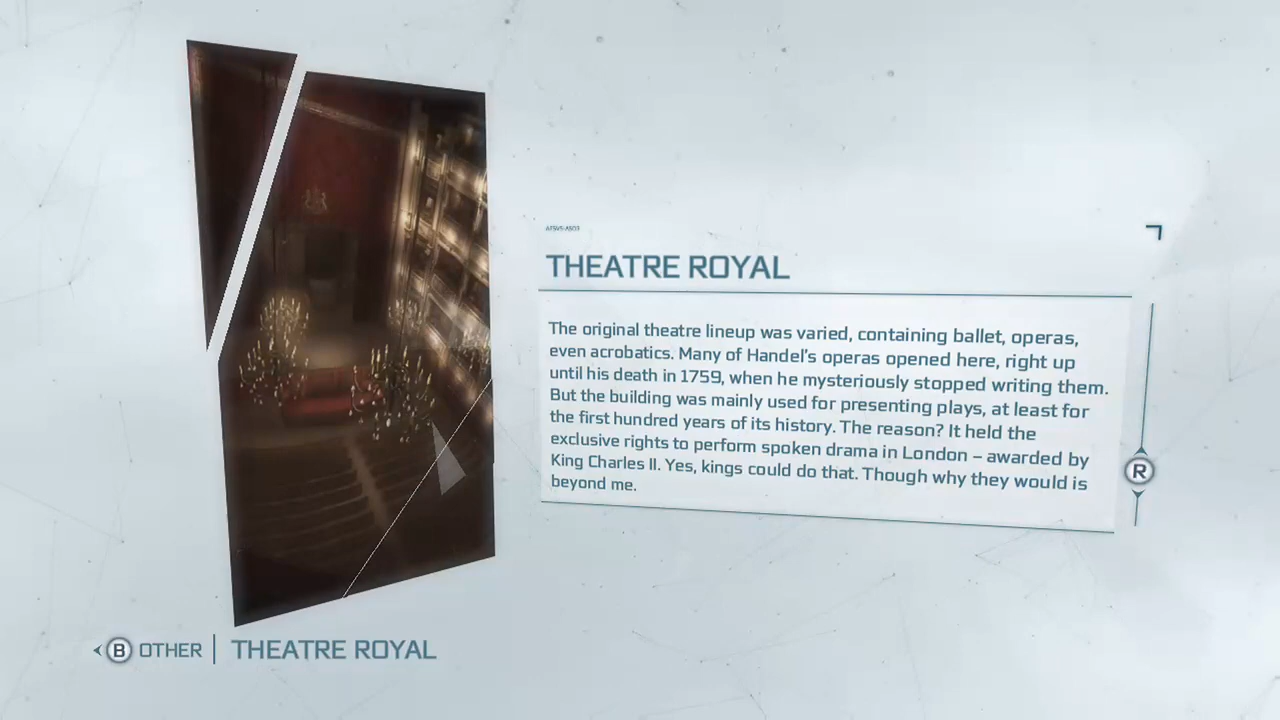 THEATRE ROYAL
The original theatre lineup was varied, containing ballet, operas,
even acrobatics. Many of Handel's operas opened here, right up
until his death in 1759, when he mysteriously stopped writing them.
But the building was mainly used for presenting plays, at least for
the first hundred years of its history. The reason? It held the
exclusive rights to perform spoken drama in London – awarded by
King Charles II. Yes, kings could do that. Though why they would is
beyond me.
R
B OTHER | THEATRE ROYAL